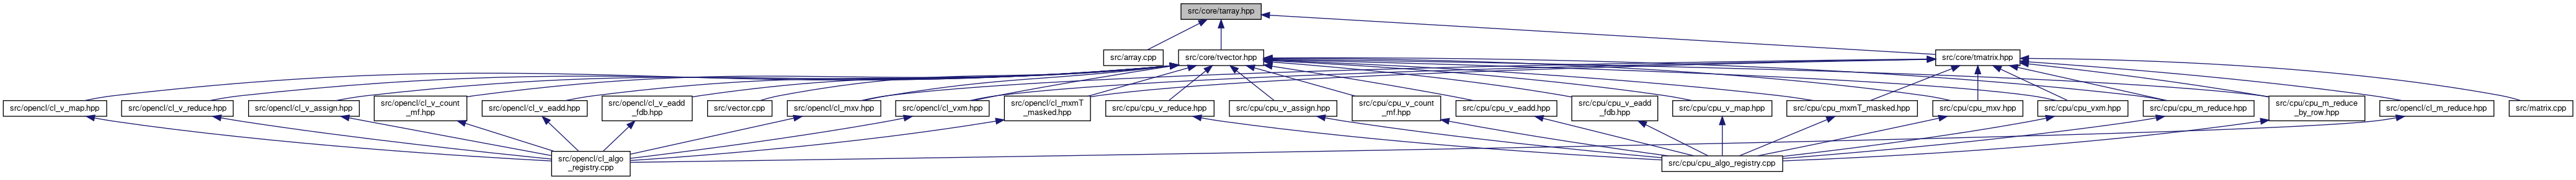 src/core/tarray.hpp
src/array.cpp
src/core/tvector.hpp
src/core/tmatrix.hpp
src/opencl/cl_v_map.hpp
src/opencl/cl_v_reduce.hpp
src/opencl/cl_v_assign.hpp
src/opencl/cl_v_count
_mf.hpp
src/opencl/cl_v_eadd.hpp
src/opencl/cl_v_eadd
_fdb.hpp
src/vector.cpp
src/opencl/cl_mxv.hpp
src/opencl/cl_vxm.hpp
src/opencl/cl_mxmT
_masked.hpp
src/cpu/cpu_v_reduce.hpp
src/cpu/cpu_v_assign.hpp
src/cpu/cpu_v_count
_mf.hpp
src/cpu/cpu_v_eadd.hpp
src/cpu/cpu_v_eadd
_fdb.hpp
src/cpu/cpu_v_map.hpp
src/cpu/cpu_mxmT_masked.hpp
src/cpu/cpu_mxv.hpp
src/cpu/cpu_vxm.hpp
src/cpu/cpu_m_reduce.hpp
src/cpu/cpu_m_reduce
_by_row.hpp
src/opencl/cl_m_reduce.hpp
src/matrix.cpp
src/opencl/cl_algo
_registry.cpp
src/cpu/cpu_algo_registry.cpp